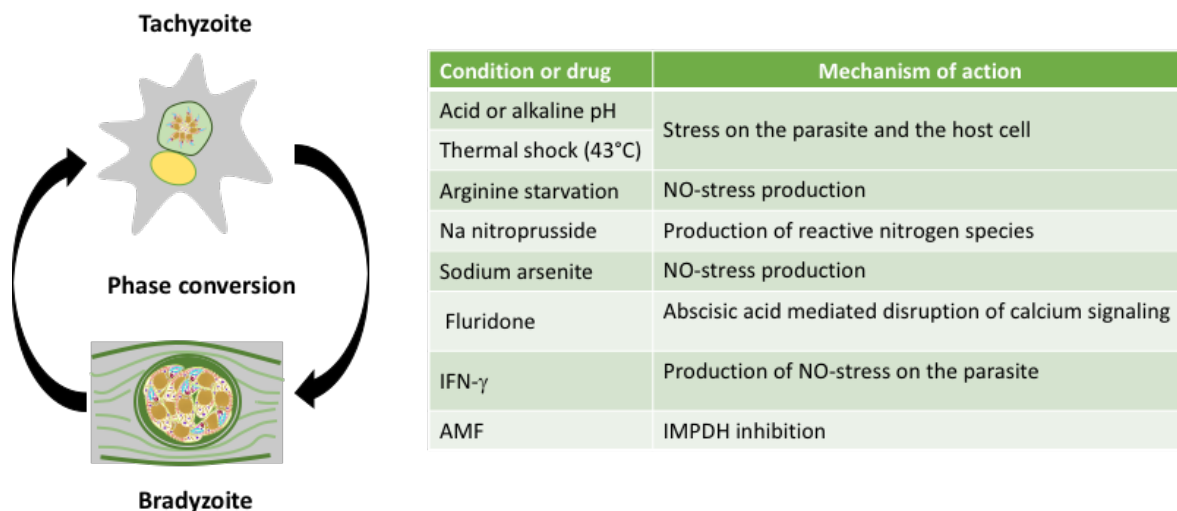 Tachyzoite
Phase conversion
Bradyzoite
Condition or drug Mechanism of action
Acid or alkaline pH
Stress on the parasite and the host cell
Thermal shock (43°C)
Arginine starvation NO-stress production
Na nitroprusside Production of reactive nitrogen species
Sodium arsenite NO-stress production
Fluridone Abscisic acid mediated disruption of calcium signaling
IFN-γ Production of NO-stress on the parasite
AMF IMPDH inhibition